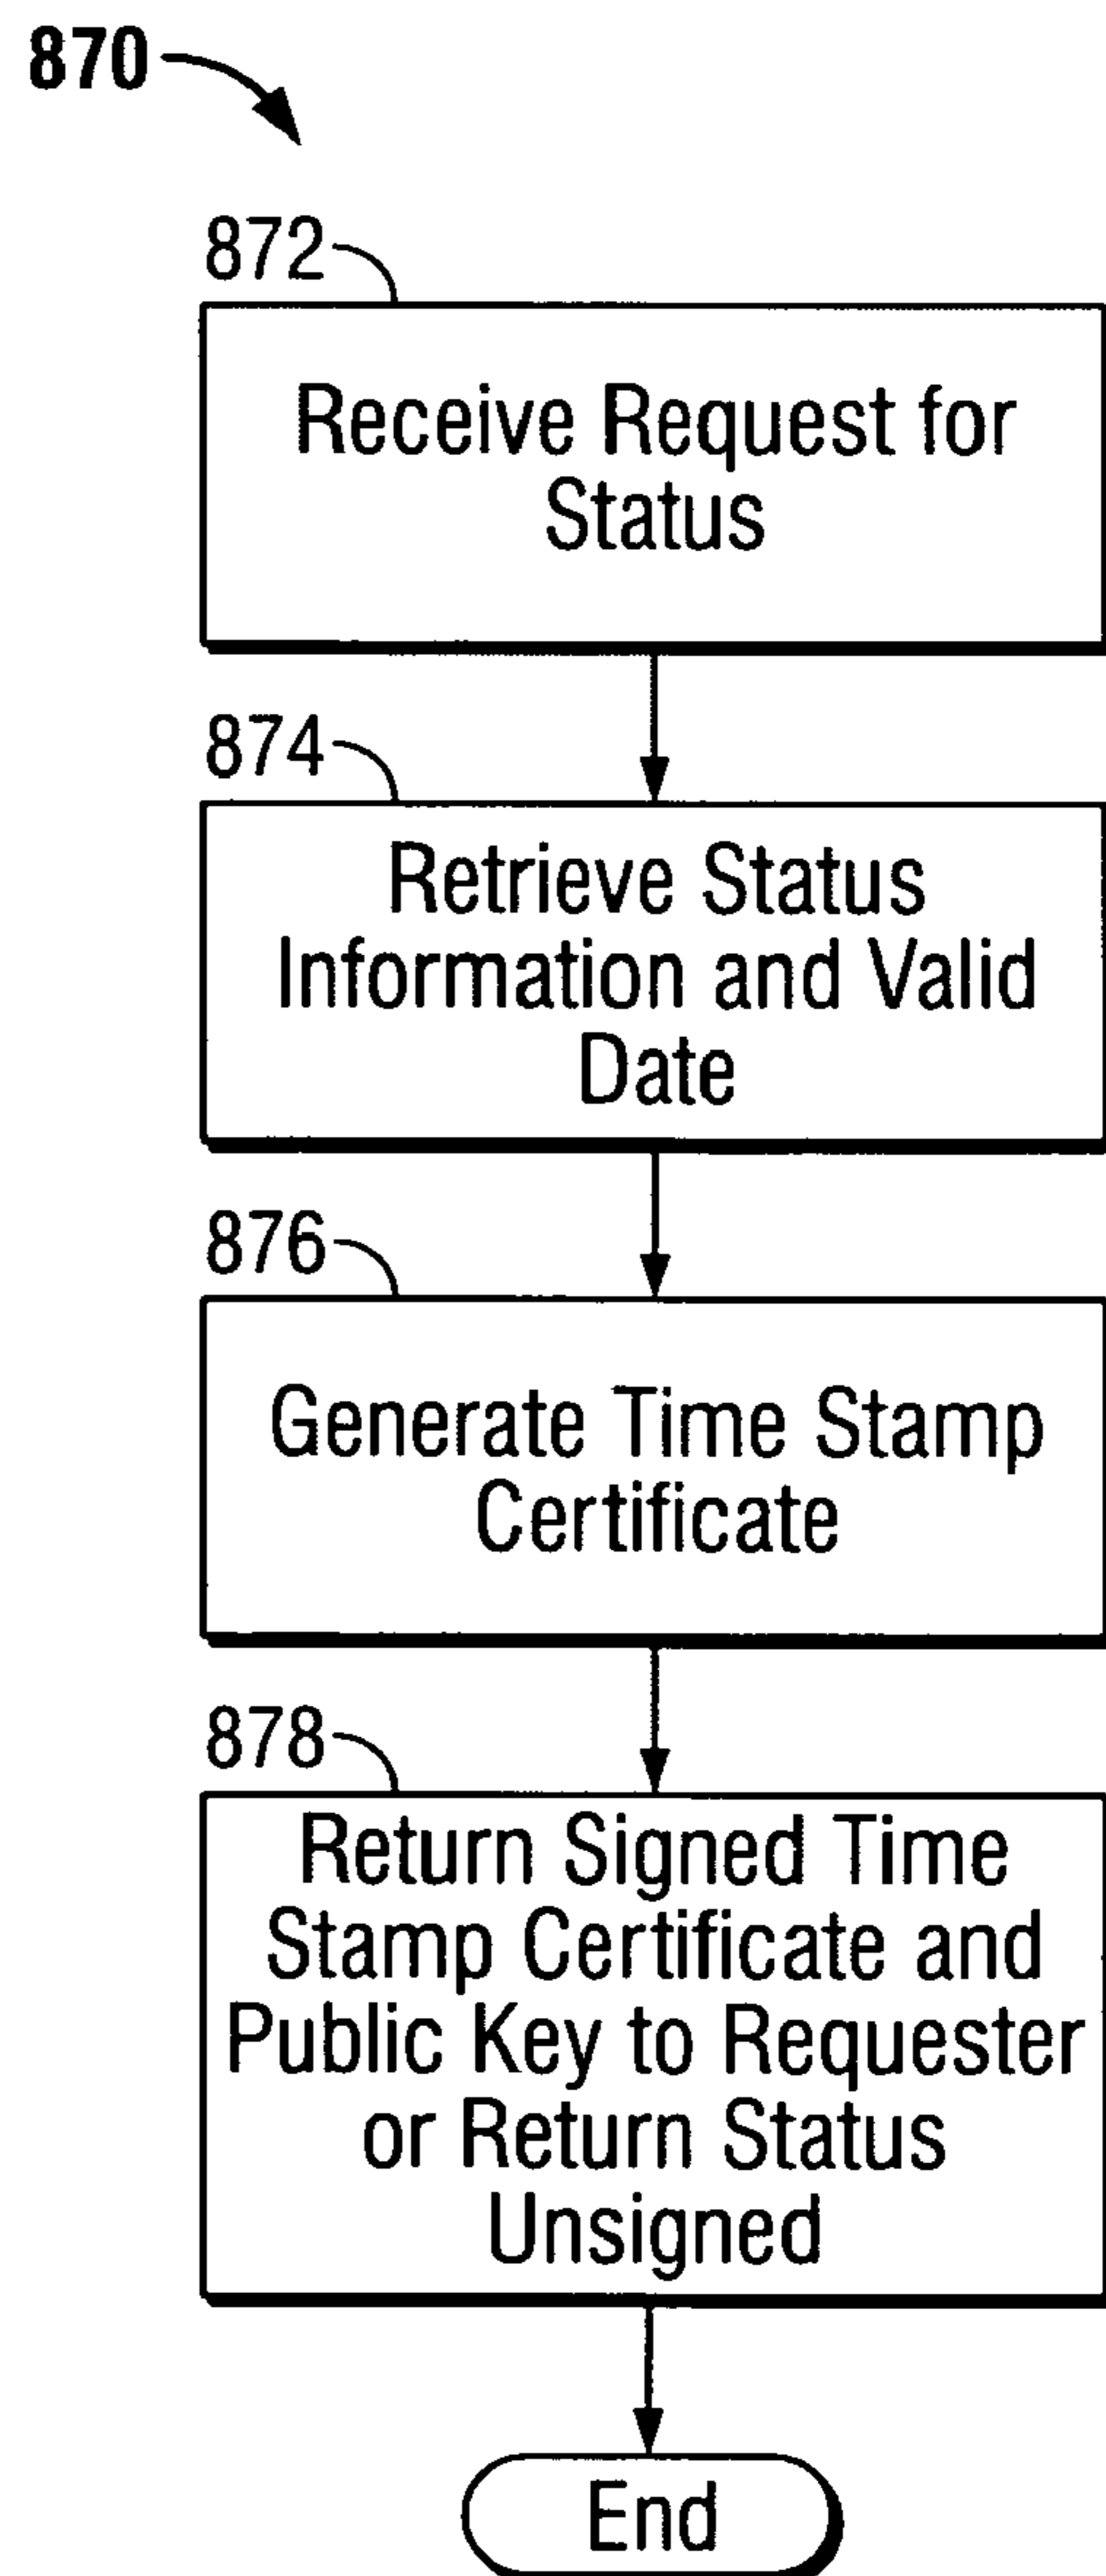 870
872
Receive Request for
Status
874
Retrieve Status
Information and Valid
Date
876
Generate Time Stamp
Certificate
878
Return Signed Time
Stamp Certificate and
Public Key to Requester
or Return Status
Unsigned
End